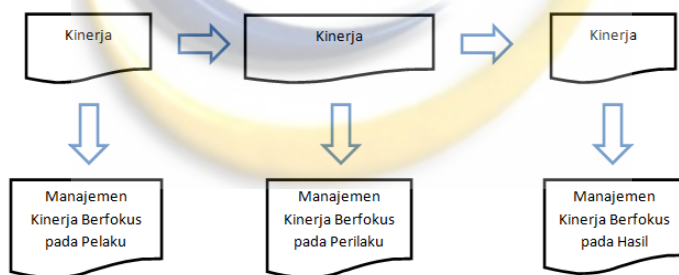 Kinerja
Kinerja
Kinerja
Manajemen
Kinerja Berfokus
pada Pelaku
Manajemen
Kinerja Berfokus
pada Perilaku
Manajemen
Kinerja Berfokus
pada Hasil